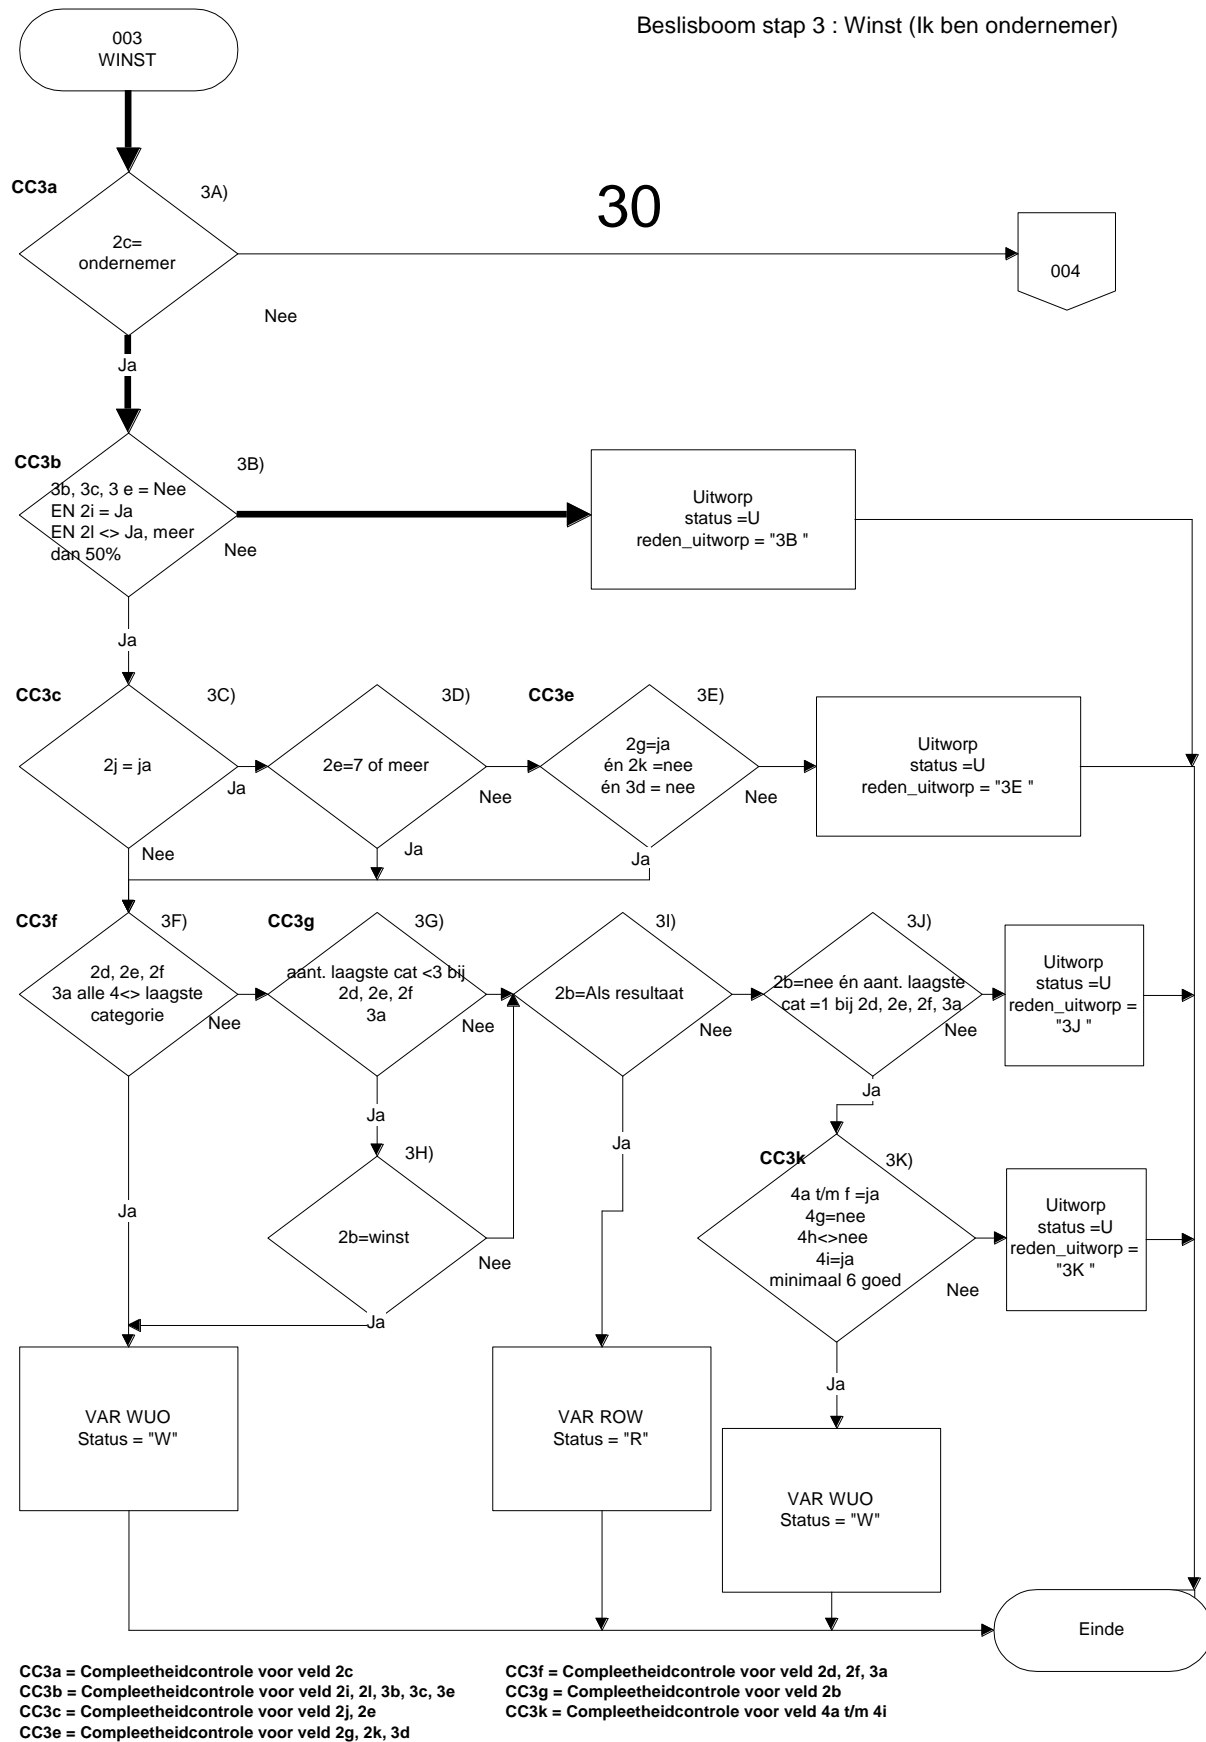 Beslisboom stap 3 : Winst (Ik ben ondernemer)
003
WINST
CC3a
3A)
30
2c=
ondernemer
004
Nee
Ja
CC3b
3B)
3b, 3c, 3 e = Nee
EN 2i = Ja
EN 2l <> Ja, meer
dan 50%
Nee
Uitworp
status =U
reden_uitworp = "3B "
Ja
CC3c
3C)
2j = ja
Ja
Nee
3D)
2e=7 of meer
Nee
Ja
CC3e
3E)
2g=ja
én 2k =nee
én 3d = nee
Nee
Ja
Uitworp
status =U
reden_uitworp = "3E "
CC3f
3F)
2d, 2e, 2f
3a alle 4<> laagste
categorie
Nee
Ja
CC3g
3G)
aant. laagste cat <3 bij
2d, 2e, 2f
3a
Nee
Ja
3I)
2b=Als resultaat
Nee
Ja
3J)
2b=nee én aant. laagste
cat =1 bij 2d, 2e, 2f, 3a
Nee
Ja
Uitworp
status =U
reden_uitworp =
"3J "
3H)
2b=winst
Nee
Ja
CC3k
3K)
4a t/m f =ja
4g=nee
4h<>nee
4i=ja
minimaal 6 goed
Nee
Ja
Uitworp
status =U
reden_uitworp =
"3K "
VAR WUO
Status = "W"
VAR ROW
Status = "R"
VAR WUO
Status = "W"
Einde
CC3a = Compleetheidcontrole voor veld 2c
CC3b = Compleetheidcontrole voor veld 2i, 2l, 3b, 3c, 3e
CC3c = Compleetheidcontrole voor veld 2j, 2e
CC3e = Compleetheidcontrole voor veld 2g, 2k, 3d
CC3f = Compleetheidcontrole voor veld 2d, 2f, 3a
CC3g = Compleetheidcontrole voor veld 2b
CC3k = Compleetheidcontrole voor veld 4a t/m 4i